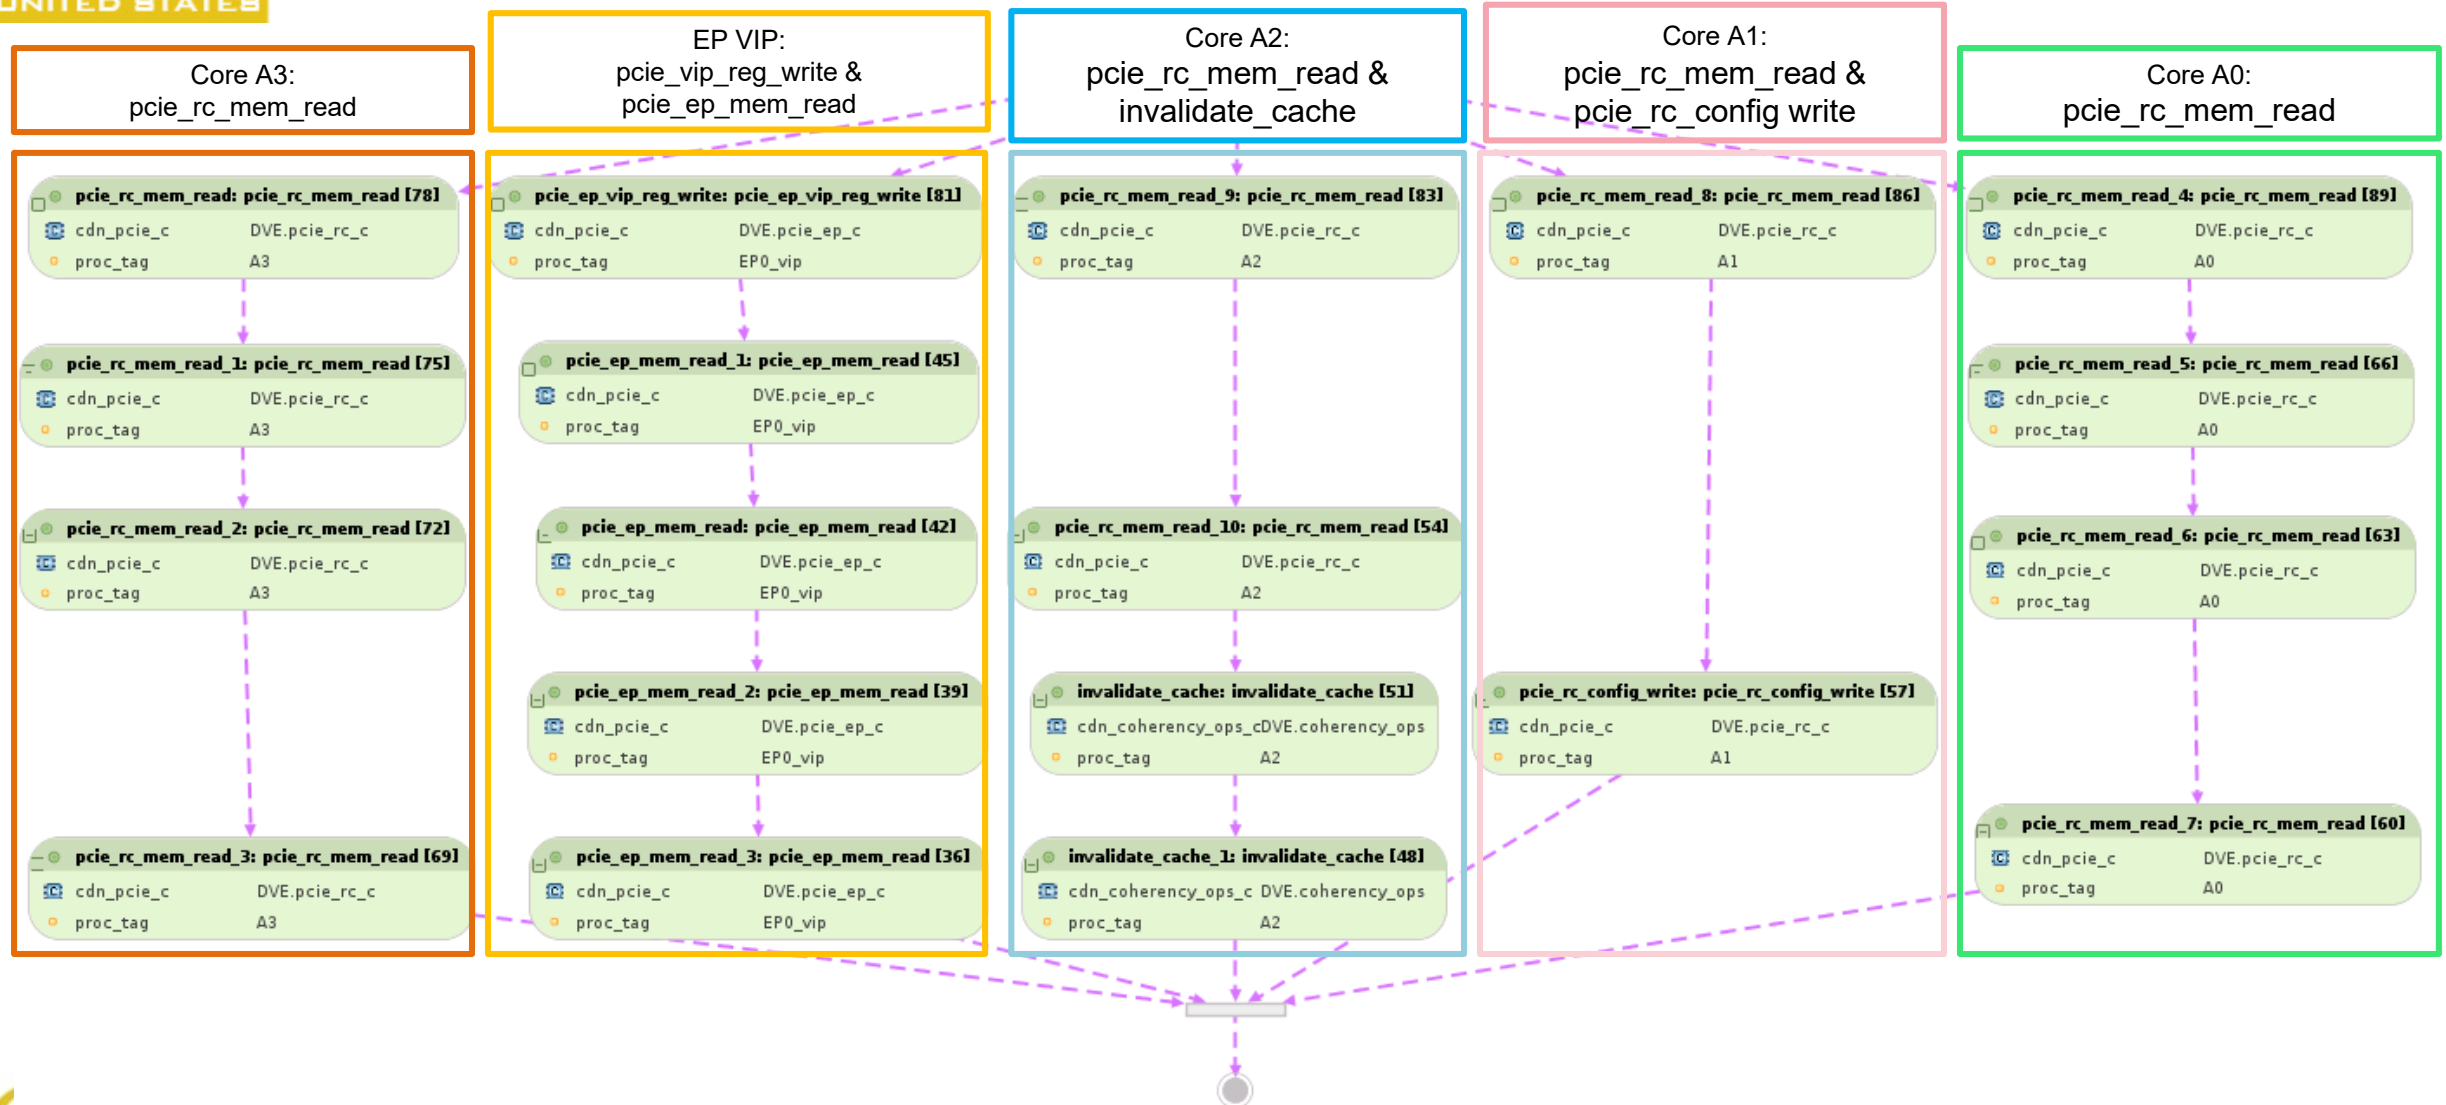 UNITED STATES
Core A3:
pcie_rc_mem_read
EP VIP:
pcie_vip_reg_write &
pcie_ep_mem_read
Core A2:
pcie_rc_mem_read &
invalidate_cache
Core A1:
pcie_rc_mem_read &
pcie_rc_config write
Core A0:
pcie_rc_mem_read
pcie_rc_mem_read: pcie_rc_mem_read [78]
cdn_pcie_c DVE.pcie_rc_c
proc_tag A3
pcie_rc_mem_read_1: pcie_rc_mem_read [75]
cdn_pcie_c DVE.pcie_rc_c
proc_tag A3
pcie_rc_mem_read_2: pcie_rc_mem_read [72]
cdn_pcie_c DVE.pcie_rc_c
proc_tag A3
pcie_rc_mem_read_3: pcie_rc_mem_read [69]
cdn_pcie_c DVE.pcie_rc_c
proc_tag A3
pcie_ep_vip_reg_write: pcie_ep_vip_reg_write [81]
cdn_pcie_c DVE.pcie_ep_c
proc_tag EP0_vip
pcie_ep_mem_read_1: pcie_ep_mem_read [45]
cdn_pcie_c DVE.pcie_ep_c
proc_tag EP0_vip
pcie_ep_mem_read: pcie_ep_mem_read [42]
cdn_pcie_c DVE.pcie_ep_c
proc_tag EP0_vip
pcie_ep_mem_read_2: pcie_ep_mem_read [39]
cdn_pcie_c DVE.pcie_ep_c
proc_tag EP0_vip
pcie_ep_mem_read_3: pcie_ep_mem_read [36]
cdn_pcie_c DVE.pcie_ep_c
proc_tag EP0_vip
pcie_rc_mem_read_9: pcie_rc_mem_read [83]
cdn_pcie_c DVE.pcie_rc_c
proc_tag A2
pcie_rc_mem_read_10: pcie_rc_mem_read [54]
cdn_pcie_c DVE.pcie_rc_c
proc_tag A2
invalidate_cache: invalidate_cache [51]
cdn_coherency_ops_cDVE.coherency_ops
proc_tag A2
invalidate_cache_1: invalidate_cache [48]
cdn_coherency_ops_c DVE.coherency_ops
proc_tag A2
pcie_rc_mem_read_8: pcie_rc_mem_read [86]
cdn_pcie_c DVE.pcie_rc_c
proc_tag A1
pcie_rc_config_write: pcie_rc_config_write [57]
cdn_pcie_c DVE.pcie_rc_c
proc_tag A1
pcie_rc_mem_read_4: pcie_rc_mem_read [89]
cdn_pcie_c DVE.pcie_rc_c
proc_tag A0
pcie_rc_mem_read_5: pcie_rc_mem_read [66]
cdn_pcie_c DVE.pcie_rc_c
proc_tag A0
pcie_rc_mem_read_6: pcie_rc_mem_read [63]
cdn_pcie_c DVE.pcie_rc_c
proc_tag A0
pcie_rc_mem_read_7: pcie_rc_mem_read [60]
cdn_pcie_c DVE.pcie_rc_c
proc_tag A0